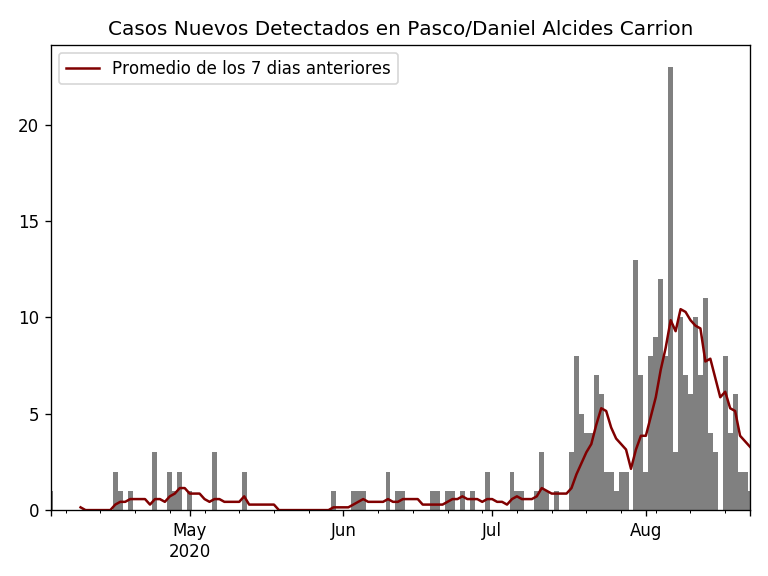 Casos Nuevos Detectados en Pasco/Daniel Alcides Carrion
Promedio de los 7 dias anteriores
20
15
10
5
0
May
2020
Jun
Jul
Aug